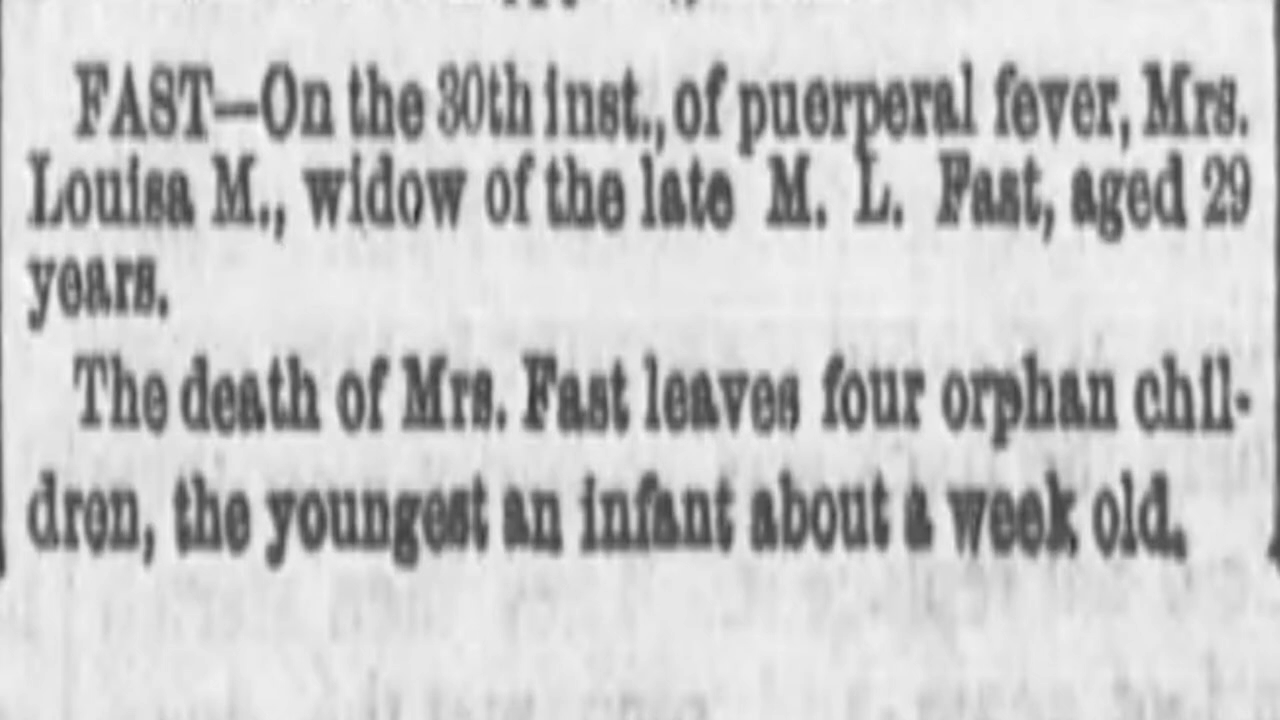 FAST—On the 30th inst., of puerperal fever, Mrs.
Louisa M., widow of the late M. L. Fast, aged 29
years.
The death of Mrs. Fast leaves four orphan chil-
dren, the youngest an infant about a week old.